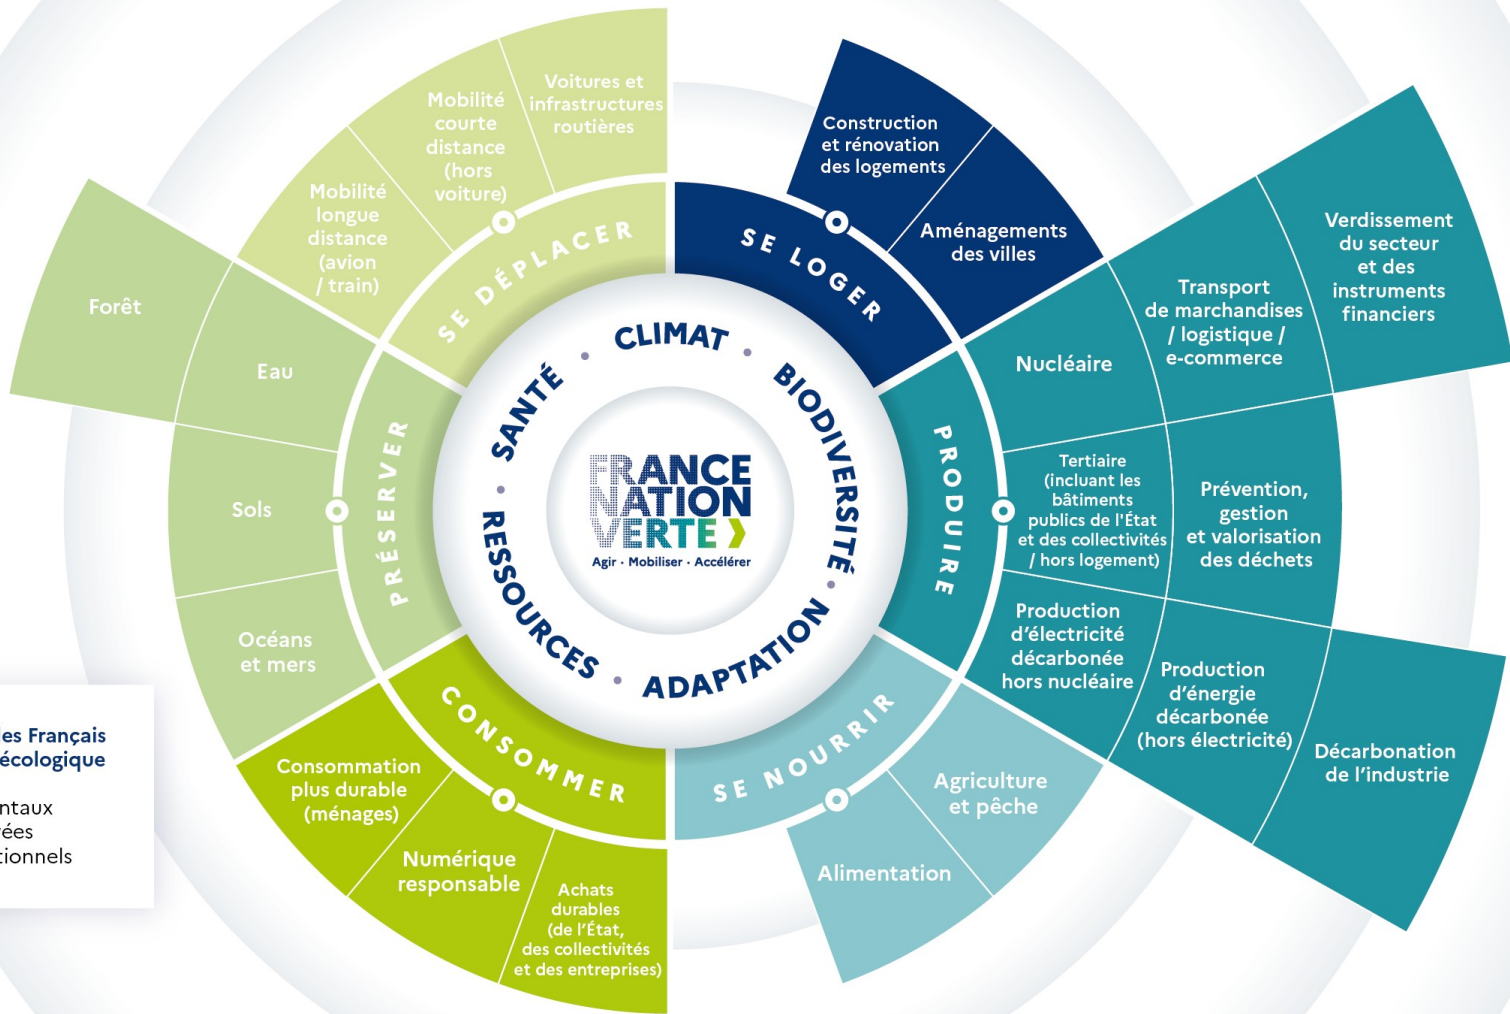 FRANCE
NATION
VERTE
Agir · Mobiliser · Accélérer
CLIMAT · BIODIVERSITÉ · ADAPTATION · RESSOURCES · SANTÉ ·
SE LOGER
Construction
et rénovation
des logements
Aménagements
des villes
PRODUIRE
Nucléaire
Transport
de marchandises
/ logistique /
e-commerce
Verdissement
du secteur
et des
instruments
financiers
Tertiaire
(incluant les
bâtiments
publics de l'État
et des collectivités
/ hors logement)
Prévention,
gestion
et valorisation
des déchets
Production
d'électricité
décarbonée
hors nucléaire
Production
d'énergie
décarbonée
(hors électricité)
Décarbonation
de l'industrie
SE NOURRIR
Agriculture
et pêche
Alimentation
CONSOMMER
Achats
durables
(de l'État,
des collectivités
et des entreprises)
Numérique
responsable
Consommation
plus durable
(ménages)
PRÉSERVER
Océans
et mers
Sols
Eau
Forêt
SE DÉPLACER
Mobilité
longue
distance
(avion
/ train)
Mobilité
courte
distance
(hors
voiture)
Voitures et
infrastructures
routières
Français
écologique